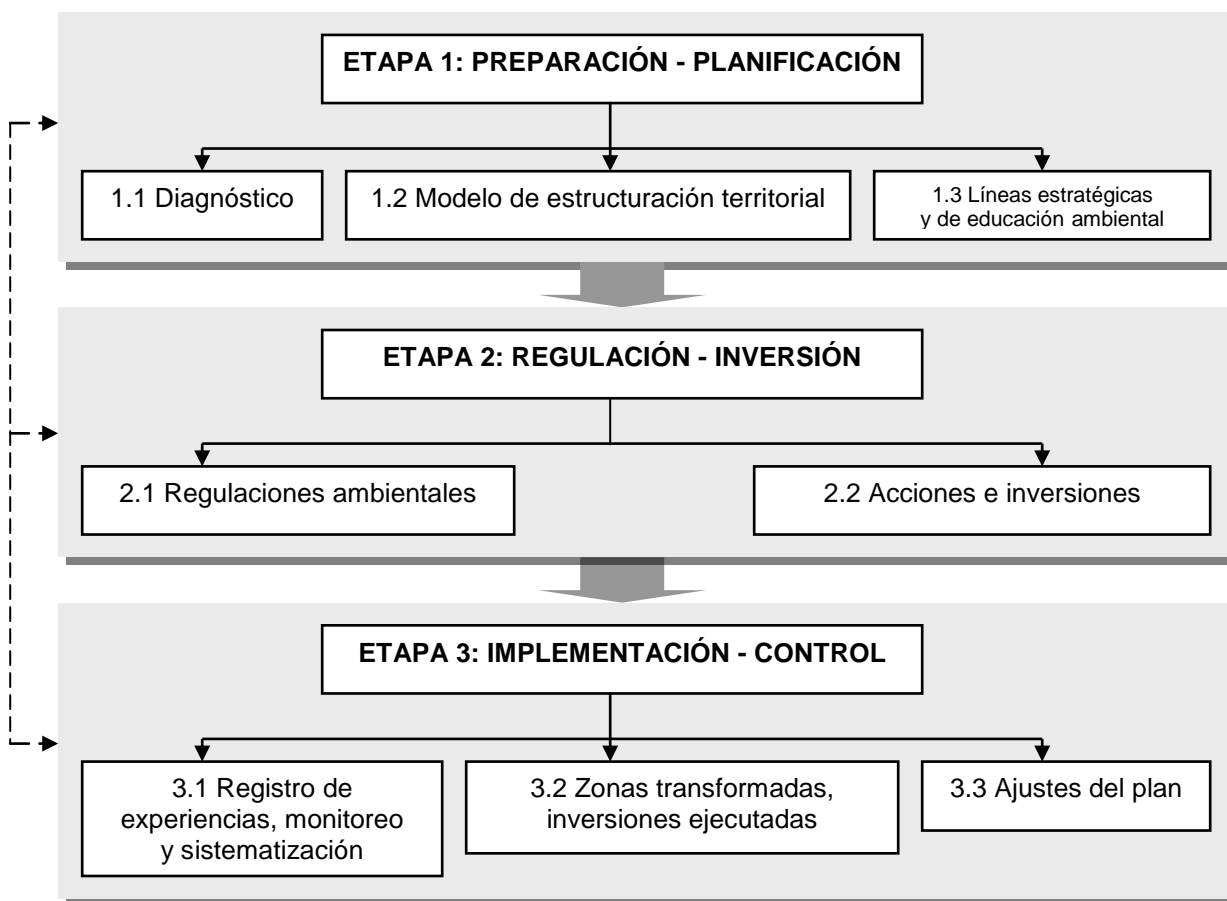 ETAPA 1: PREPARACIÓN - PLANIFICACIÓN
1.1 Diagnóstico
1.2 Modelo de estructuración territorial
1.3 Líneas estratégicas
y de educación ambiental
ETAPA 2: REGULACIÓN - INVERSIÓN
2.1 Regulaciones ambientales
2.2 Acciones e inversiones
ETAPA 3: IMPLEMENTACIÓN - CONTROL
3.1 Registro de
experiencias, monitoreo
y sistematización
3.2 Zonas transformadas,
inversiones ejecutadas
3.3 Ajustes del plan